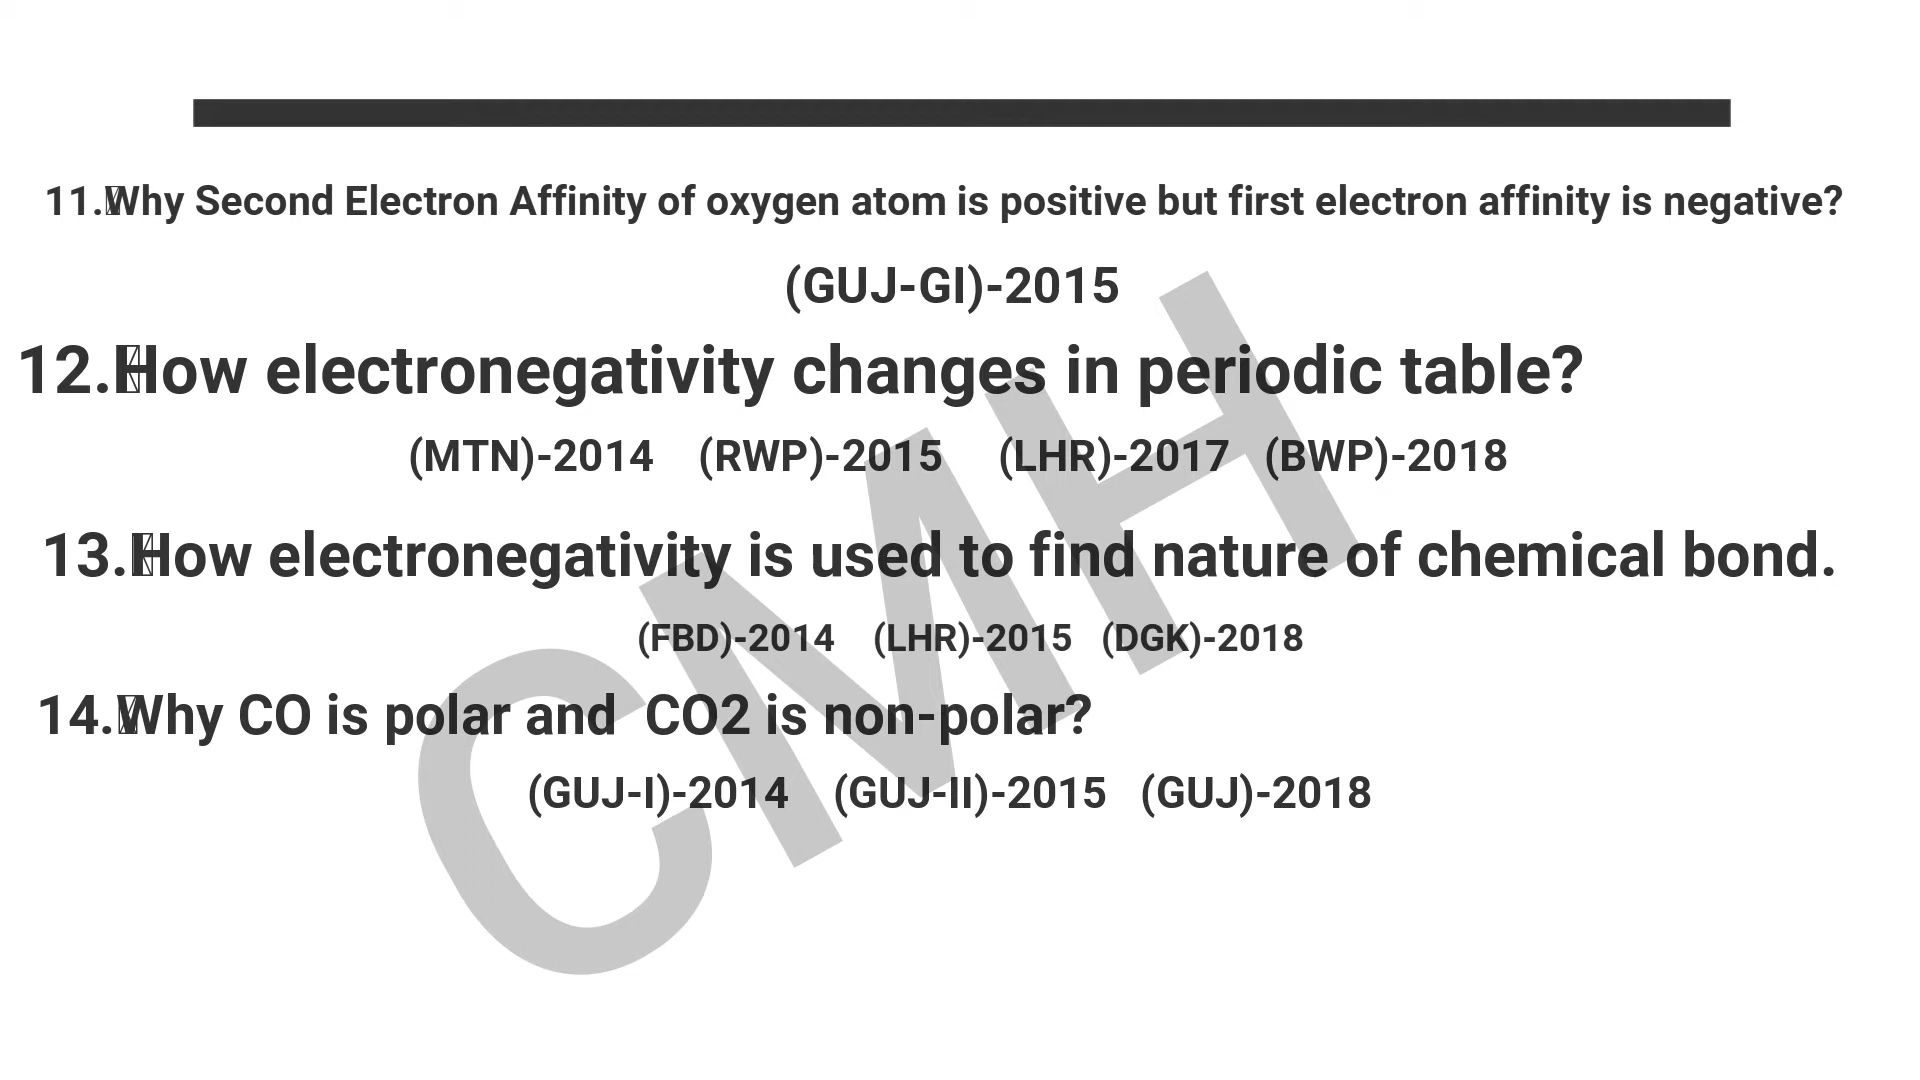 11.Why Second Electron Affinity of oxygen atom is positive but first electron affinity is negative?
(GUJ-GI)-2015
12.How electronegativity changes in periodic table?
(MTN)-2014 (RWP)-2015 (LHR)-2017 (BWP)-2018
13.How electronegativity is used to find nature of chemical bond.
(FBD)-2014 (LHR)-2015 (DGK)-2018
14.Why CO is polar and CO2 is non-polar?
(GUJ-I)-2014 (GUJ-II)-2015 (GUJ)-2018
CMH